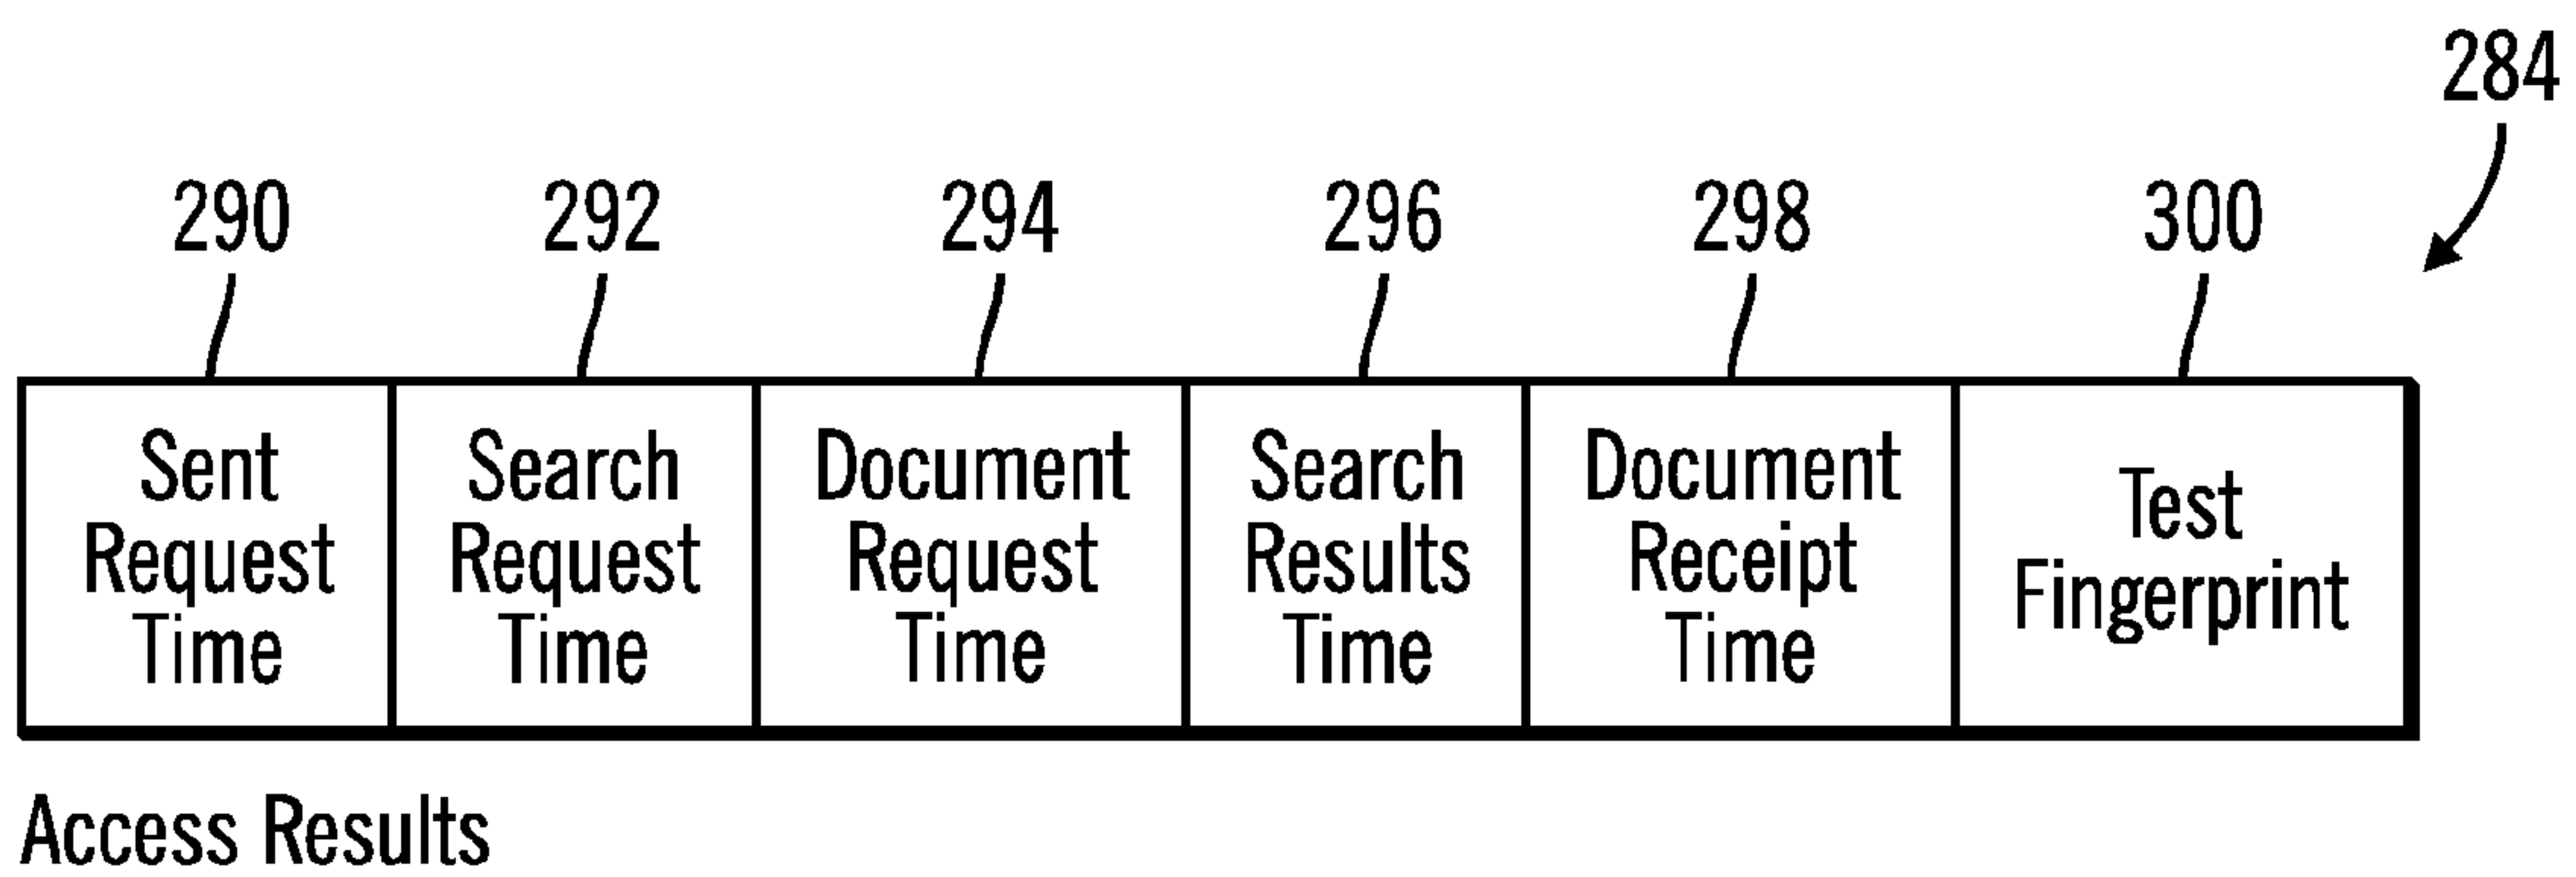 284
290 292 294 296 298 300
Sent Request Time
Search Request Time
Document Request Time
Search Results Time
Document Receipt Time
Test Fingerprint
Access Results